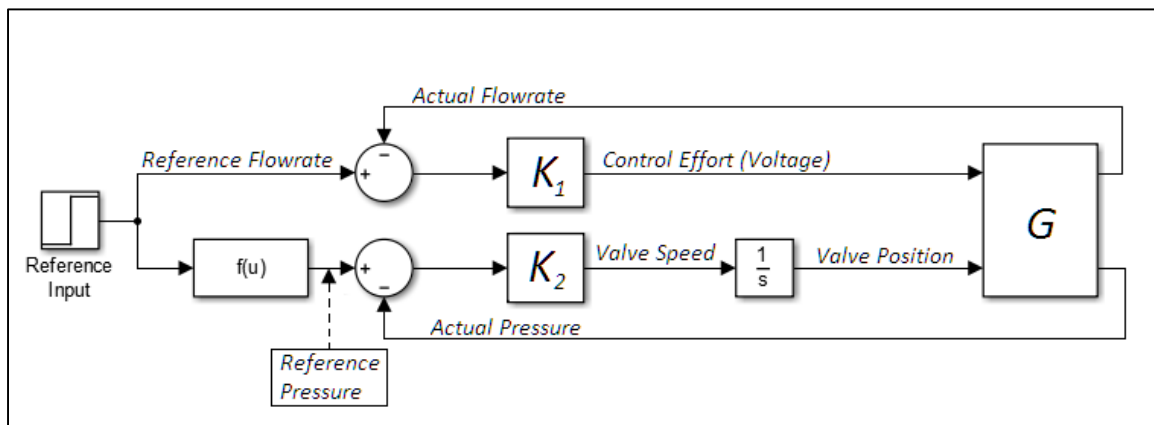 Actual Flowrate
Reference Flowrate
−
+
K1
Control Effort (Voltage)
G
Reference
Input
f(u)
+
−
K2
Valve Speed
1
s
Valve Position
Actual Pressure
Reference
Pressure